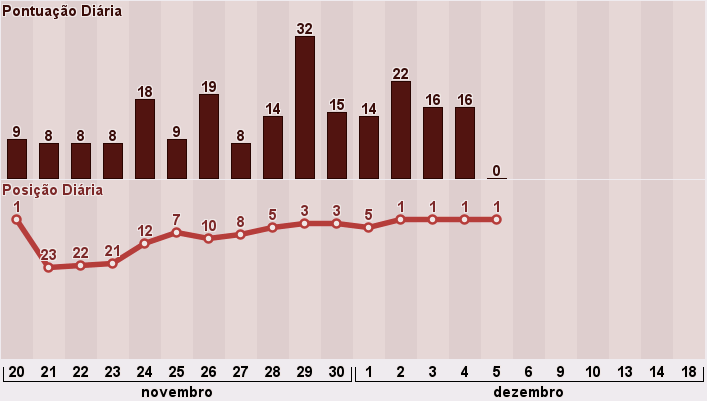 Pontuação Diária
9 8 8 8 18 9 19 8 14 32 15 14 22 16 16 0
Posição Diária
1 23 22 21 12 7 10 8 5 3 3 5 1 1 1 1
20 21 22 23 24 25 26 27 28 29 30 1 2 3 4 5 6 9 10 13 14 18
novembro dezembro